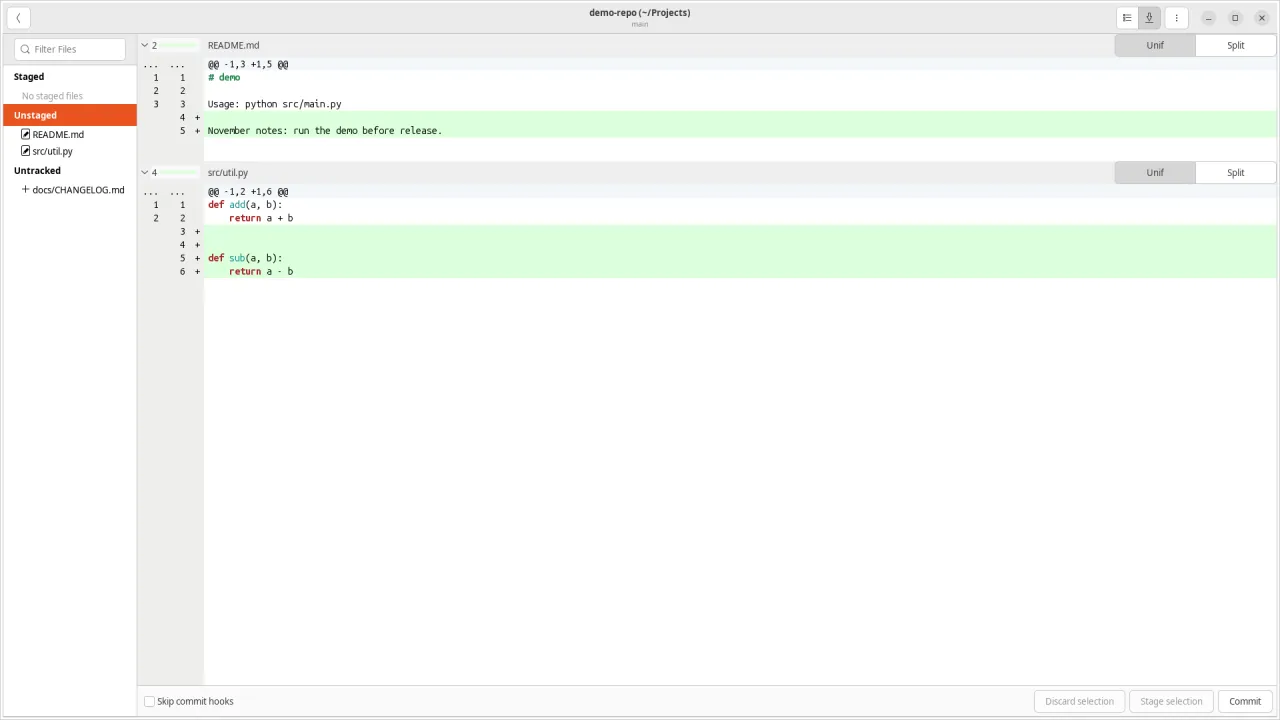 demo-repo (~/Projects)
main
Filter Files
Staged
No staged files
Unstaged
README.md
src/util.py
Untracked
docs/CHANGELOG.md
2 README.md Unif Split
... ... @@ -1,3 +1,5 @@
1 1 # demo
2 2
3 3 Usage: python src/main.py
4 +
5 + November notes: run the demo before release.
4 src/util.py Unif Split
... ... @@ -1,2 +1,6 @@
1 1 def add(a, b):
2 2 return a + b
3 +
4 +
5 + def sub(a, b):
6 + return a - b
Skip commit hooks
Discard selection Stage selection Commit